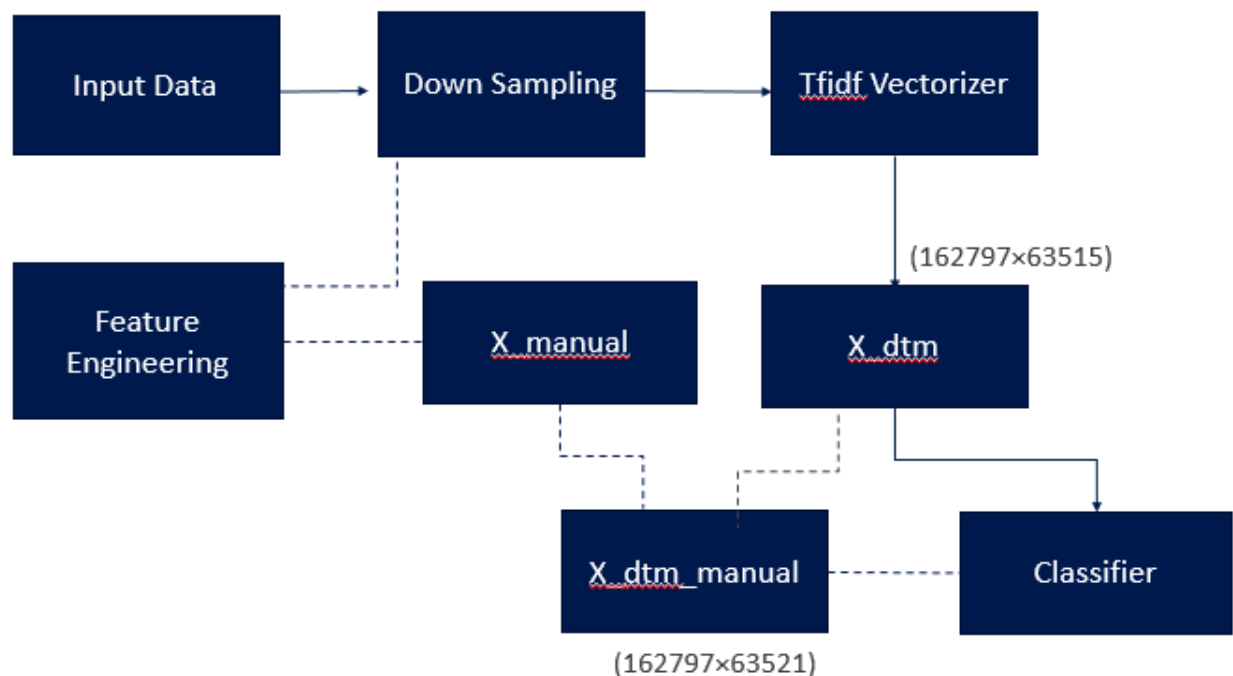 Input Data
Down Sampling
Tfidf Vectorizer
(162797×63515)
Feature
Engineering
X_manual
X_dtm
X_dtm_manual
Classifier
(162797×63521)